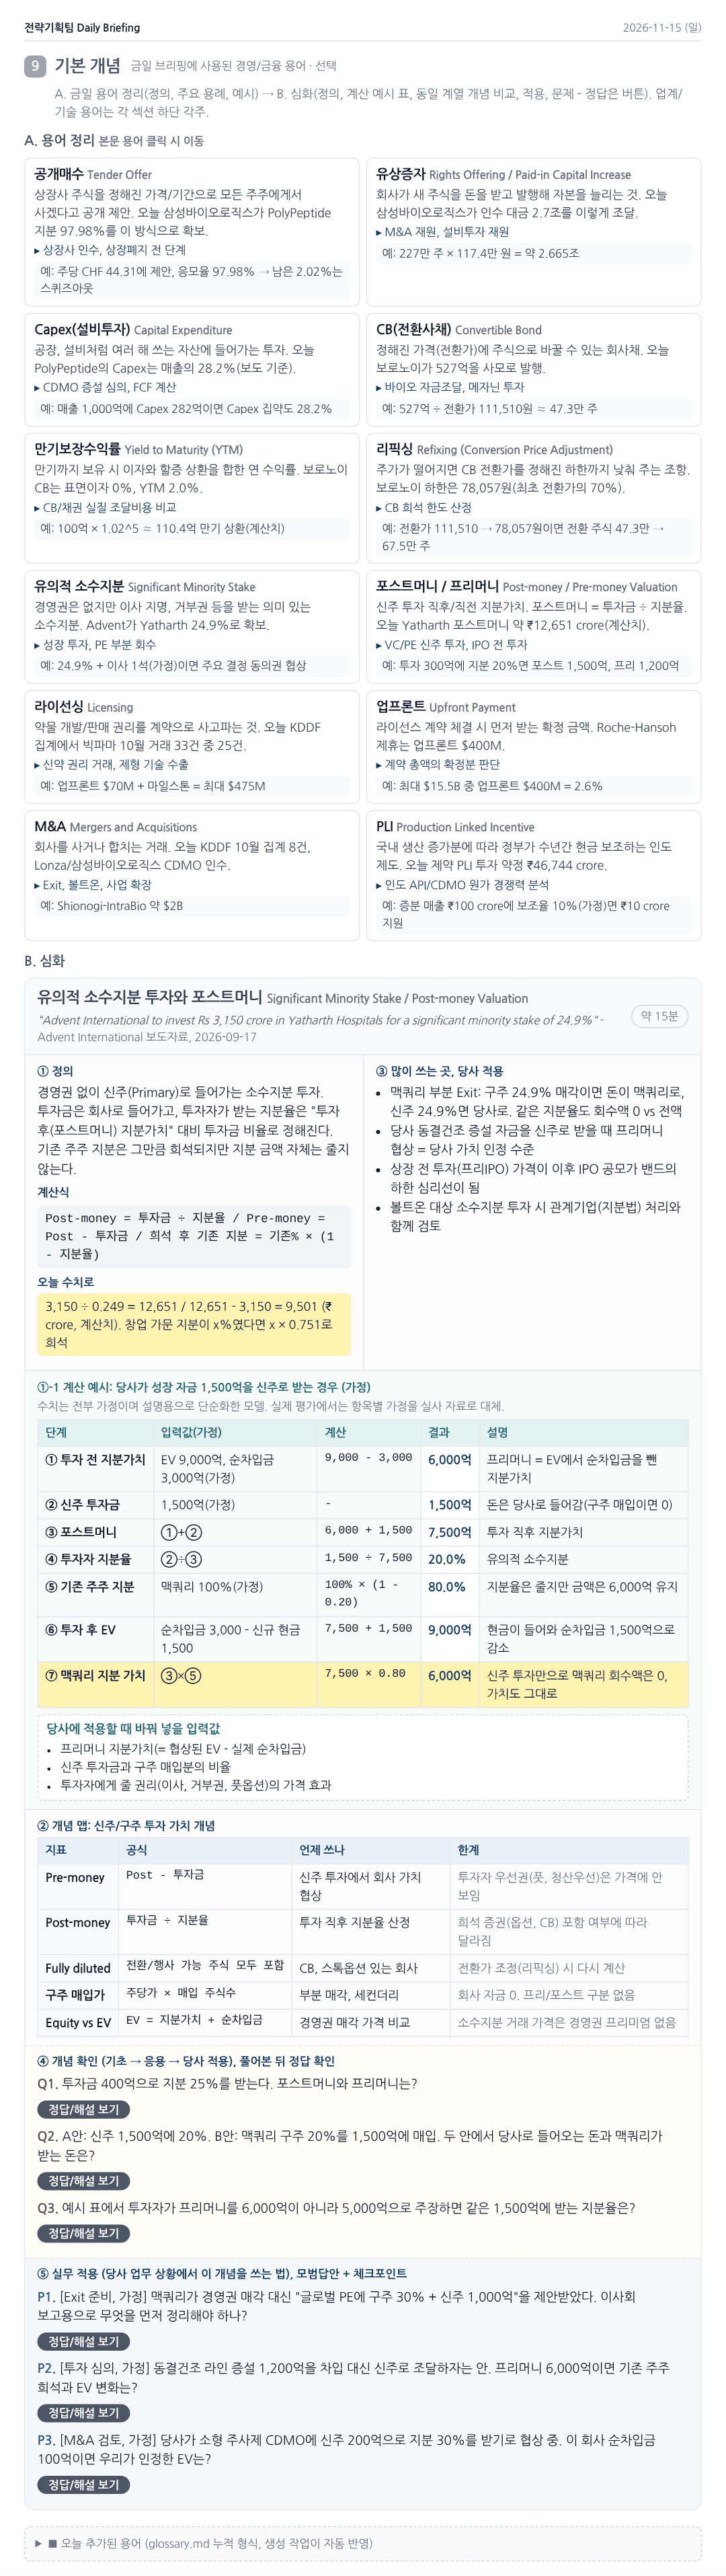 전략기획팀 Daily Briefing
2026-11-15 (일)
9 기본 개념 금일 브리핑에 사용된 경영/금융 용어 · 선택
A. 금일 용어 정리(정의, 주요 용례, 예시) → B. 심화(정의, 계산 예시 표, 동일 계열 개념 비교, 적용, 문제 - 정답은 버튼). 업계/
기술 용어는 각 섹션 하단 각주.
A. 용어 정리 본문 용어 클릭 시 이동
공개매수 Tender Offer
상장사 주식을 정해진 가격/기간으로 모든 주주에게서
사겠다고 공개 제안. 오늘 삼성바이오로직스가 PolyPeptide
지분 97.98%를 이 방식으로 확보.
▸ 상장사 인수, 상장폐지 전 단계
예: 주당 CHF 44.31에 제안, 응모율 97.98% → 남은 2.02%는
스퀴즈아웃
유상증자 Rights Offering / Paid-in Capital Increase
회사가 새 주식을 돈을 받고 발행해 자본을 늘리는 것. 오늘
삼성바이오로직스가 인수 대금 2.7조를 이렇게 조달.
▸ M&A 재원, 설비투자 재원
예: 227만 주 × 117.4만 원 = 약 2.665조
Capex(설비투자) Capital Expenditure
공장, 설비처럼 여러 해 쓰는 자산에 들어가는 투자. 오늘
PolyPeptide의 Capex는 매출의 28.2%(보도 기준).
▸ CDMO 증설 심의, FCF 계산
예: 매출 1,000억에 Capex 282억이면 Capex 집약도 28.2%
CB(전환사채) Convertible Bond
정해진 가격(전환가)에 주식으로 바꿀 수 있는 회사채. 오늘
보로노이가 527억을 사모로 발행.
▸ 바이오 자금조달, 메자닌 투자
예: 527억 ÷ 전환가 111,510원 ≈ 47.3만 주
만기보장수익률 Yield to Maturity (YTM)
만기까지 보유 시 이자와 할증 상환을 합한 연 수익률. 보로노이
CB는 표면이자 0%, YTM 2.0%.
▸ CB/채권 실질 조달비용 비교
예: 100억 × 1.02^5 ≈ 110.4억 만기 상환(계산치)
리픽싱 Refixing (Conversion Price Adjustment)
주가가 떨어지면 CB 전환가를 정해진 하한까지 낮춰 주는 조항.
보로노이 하한은 78,057원(최초 전환가의 70%).
▸ CB 희석 한도 산정
예: 전환가 111,510 → 78,057원이면 전환 주식 47.3만 →
67.5만 주
유의적 소수지분 Significant Minority Stake
경영권은 없지만 이사 지명, 거부권 등을 받는 의미 있는
소수지분. Advent가 Yatharth 24.9%로 확보.
▸ 성장 투자, PE 부분 회수
예: 24.9% + 이사 1석(가정)이면 주요 결정 동의권 협상
포스트머니 / 프리머니 Post-money / Pre-money Valuation
신주 투자 직후/직전 지분가치. 포스트머니 = 투자금 ÷ 지분율.
오늘 Yatharth 포스트머니 약 ₹12,651 crore(계산치).
▸ VC/PE 신주 투자, IPO 전 투자
예: 투자 300억에 지분 20%면 포스트 1,500억, 프리 1,200억
라이선싱 Licensing
약물 개발/판매 권리를 계약으로 사고파는 것. 오늘 KDDF
집계에서 빅파마 10월 거래 33건 중 25건.
▸ 신약 권리 거래, 제형 기술 수출
예: 업프론트 $70M + 마일스톤 = 최대 $475M
업프론트 Upfront Payment
라이선스 계약 체결 시 먼저 받는 확정 금액. Roche-Hansoh
제휴는 업프론트 $400M.
▸ 계약 총액의 확정분 판단
예: 최대 $15.5B 중 업프론트 $400M = 2.6%
M&A Mergers and Acquisitions
회사를 사거나 합치는 거래. 오늘 KDDF 10월 집계 8건,
Lonza/삼성바이오로직스 CDMO 인수.
▸ Exit, 볼트온, 사업 확장
예: Shionogi-IntraBio 약 $2B
PLI Production Linked Incentive
국내 생산 증가분에 따라 정부가 수년간 현금 보조하는 인도
제도. 오늘 제약 PLI 투자 약정 ₹46,744 crore.
▸ 인도 API/CDMO 원가 경쟁력 분석
예: 증분 매출 ₹100 crore에 보조율 10%(가정)면 ₹10 crore
지원
B. 심화
유의적 소수지분 투자와 포스트머니 Significant Minority Stake / Post-money Valuation
"Advent International to invest Rs 3,150 crore in Yatharth Hospitals for a significant minority stake of 24.9%" -
Advent International 보도자료, 2026-09-17
약 15분
① 정의
경영권 없이 신주(Primary)로 들어가는 소수지분 투자.
투자금은 회사로 들어가고, 투자자가 받는 지분율은 "투자
후(포스트머니) 지분가치" 대비 투자금 비율로 정해진다.
기존 주주 지분은 그만큼 희석되지만 지분 금액 자체는 줄지
않는다.
계산식
Post-money = 투자금 ÷ 지분율 / Pre-money =
Post - 투자금 / 희석 후 기존 지분 = 기존% × (1
- 지분율)
오늘 수치로
3,150 ÷ 0.249 = 12,651 / 12,651 - 3,150 = 9,501 (₹
crore, 계산치). 창업 가문 지분이 x%였다면 x × 0.751로
희석
③ 많이 쓰는 곳, 당사 적용
• 맥쿼리 부분 Exit: 구주 24.9% 매각이면 돈이 맥쿼리로,
신주 24.9%면 당사로. 같은 지분율도 회수액 0 vs 전액
• 당사 동결건조 증설 자금을 신주로 받을 때 프리머니
협상 = 당사 가치 인정 수준
• 상장 전 투자(프리IPO) 가격이 이후 IPO 공모가 밴드의
하한 심리선이 됨
• 볼트온 대상 소수지분 투자 시 관계기업(지분법) 처리와
함께 검토
①-1 계산 예시: 당사가 성장 자금 1,500억을 신주로 받는 경우 (가정)
수치는 전부 가정이며 설명용으로 단순화한 모델. 실제 평가에서는 항목별 가정을 실사 자료로 대체.
단계 입력값(가정) 계산 결과 설명
① 투자 전 지분가치 EV 9,000억, 순차입금 3,000억(가정) 9,000 - 3,000 6,000억 프리머니 = EV에서 순차입금을 뺀 지분가치
② 신주 투자금 1,500억(가정) - 1,500억 돈은 당사로 들어감(구주 매입이면 0)
③ 포스트머니 ①+② 6,000 + 1,500 7,500억 투자 직후 지분가치
④ 투자자 지분율 ②÷③ 1,500 ÷ 7,500 20.0% 유의적 소수지분
⑤ 기존 주주 지분 맥쿼리 100%(가정) 100% × (1 - 0.20) 80.0% 지분율은 줄지만 금액은 6,000억 유지
⑥ 투자 후 EV 순차입금 3,000 - 신규 현금 1,500 7,500 + 1,500 9,000억 현금이 들어와 순차입금 1,500억으로 감소
⑦ 맥쿼리 지분 가치 ③×⑤ 7,500 × 0.80 6,000억 신주 투자만으로 맥쿼리 회수액은 0, 가치도 그대로
당사에 적용할 때 바꿔 넣을 입력값
• 프리머니 지분가치(= 협상된 EV - 실제 순차입금)
• 신주 투자금과 구주 매입분의 비율
• 투자자에게 줄 권리(이사, 거부권, 풋옵션)의 가격 효과
② 개념 맵: 신주/구주 투자 가치 개념
지표 공식 언제 쓰나 한계
Pre-money Post - 투자금 신주 투자에서 회사 가치 협상 투자자 우선권(풋, 청산우선)은 가격에 안 보임
Post-money 투자금 ÷ 지분율 투자 직후 지분율 산정 희석 증권(옵션, CB) 포함 여부에 따라 달라짐
Fully diluted 전환/행사 가능 주식 모두 포함 CB, 스톡옵션 있는 회사 전환가 조정(리픽싱) 시 다시 계산
구주 매입가 주당가 × 매입 주식수 부분 매각, 세컨더리 회사 자금 0. 프리/포스트 구분 없음
Equity vs EV EV = 지분가치 + 순차입금 경영권 매각 가격 비교 소수지분 거래 가격은 경영권 프리미엄 없음
④ 개념 확인 (기초 → 응용 → 당사 적용), 풀어본 뒤 정답 확인
Q1. 투자금 400억으로 지분 25%를 받는다. 포스트머니와 프리머니는?
정답/해설 보기
Q2. A안: 신주 1,500억에 20%. B안: 맥쿼리 구주 20%를 1,500억에 매입. 두 안에서 당사로 들어오는 돈과 맥쿼리가
받는 돈은?
정답/해설 보기
Q3. 예시 표에서 투자자가 프리머니를 6,000억이 아니라 5,000억으로 주장하면 같은 1,500억에 받는 지분율은?
정답/해설 보기
⑤ 실무 적용 (당사 업무 상황에서 이 개념을 쓰는 법), 모범답안 + 체크포인트
P1. [Exit 준비, 가정] 맥쿼리가 경영권 매각 대신 "글로벌 PE에 구주 30% + 신주 1,000억"을 제안받았다. 이사회
보고용으로 무엇을 먼저 정리해야 하나?
정답/해설 보기
P2. [투자 심의, 가정] 동결건조 라인 증설 1,200억을 차입 대신 신주로 조달하자는 안. 프리머니 6,000억이면 기존 주주
희석과 EV 변화는?
정답/해설 보기
P3. [M&A 검토, 가정] 당사가 소형 주사제 CDMO에 신주 200억으로 지분 30%를 받기로 협상 중. 이 회사 순차입금
100억이면 우리가 인정한 EV는?
정답/해설 보기
▶ ■ 오늘 추가된 용어 (glossary.md 누적 형식, 생성 작업이 자동 반영)